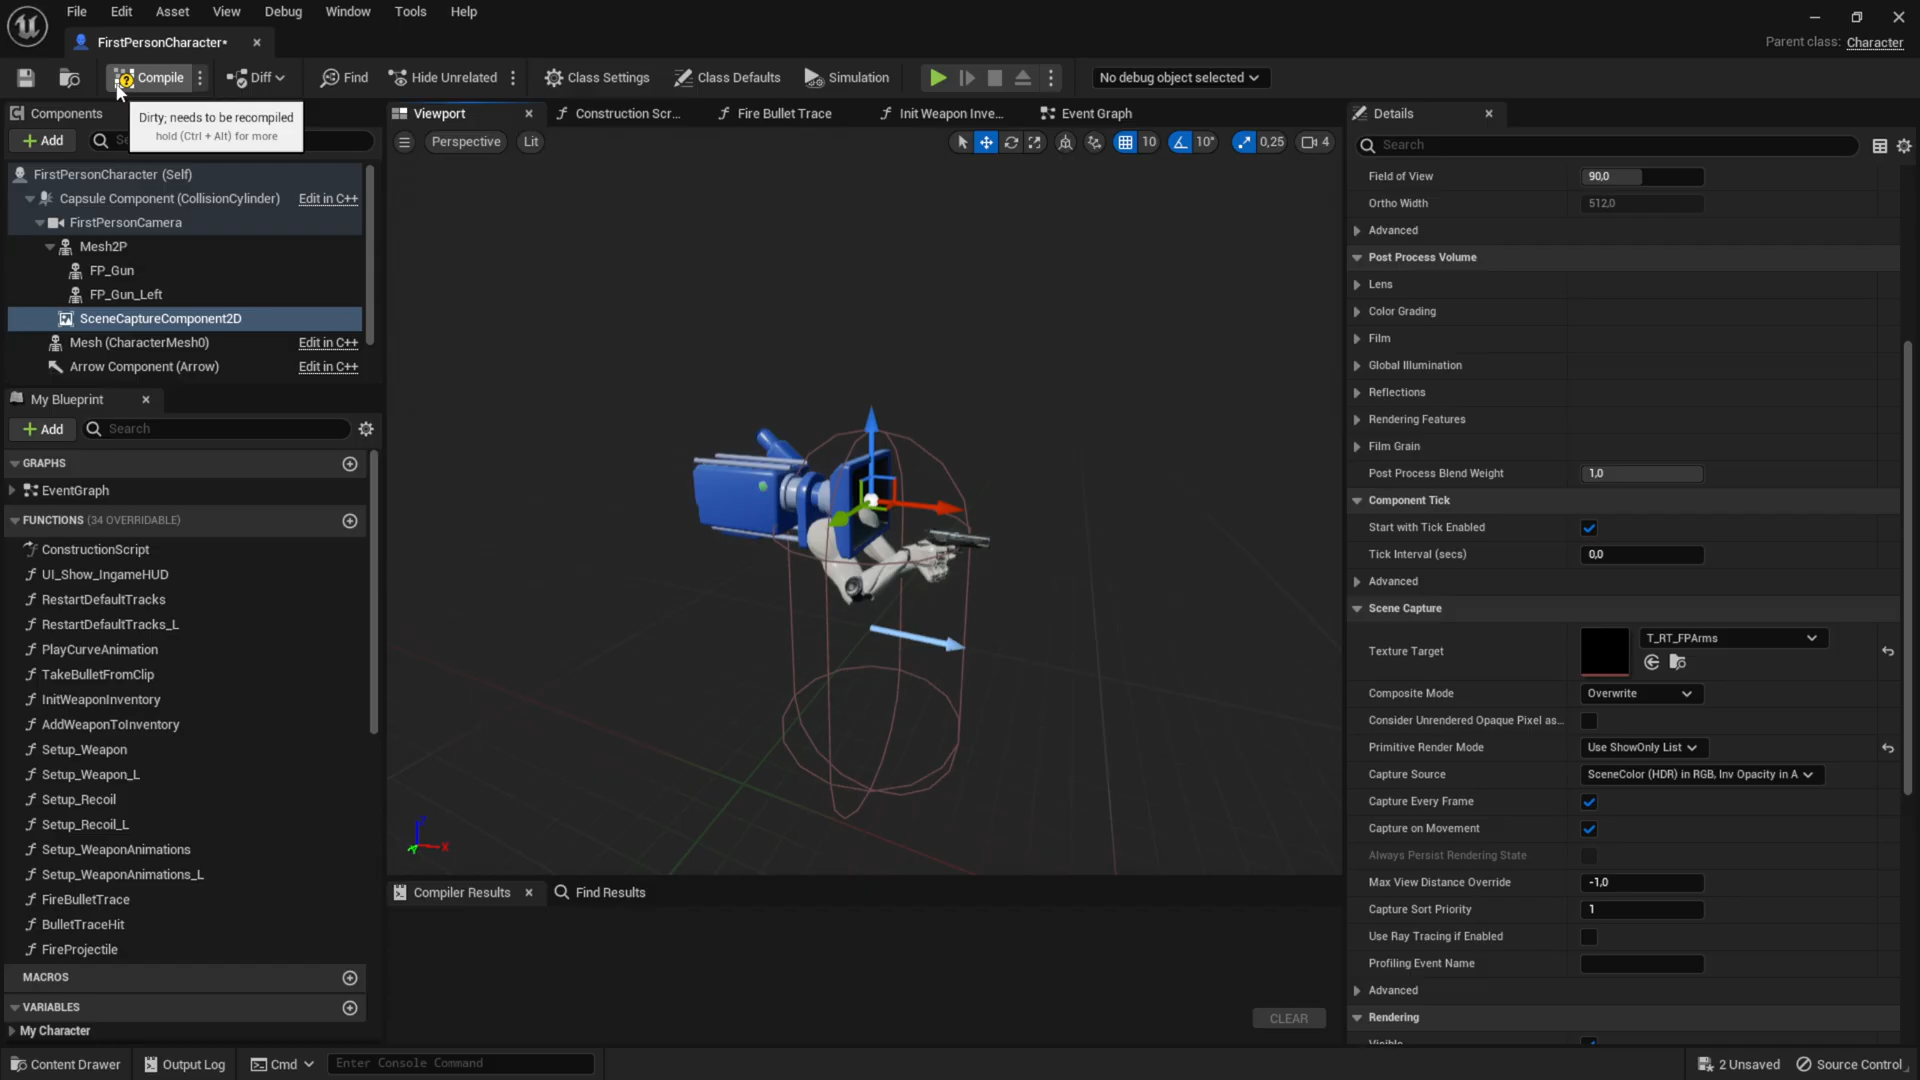 File Edit Asset View Debug Window Tools Help
FirstPersonCharacter*
Parent class: Character
Compile Diff Find Hide Unrelated Class Settings Class Defaults Simulation No debug object selected
Dirty; needs to be recompiled
hold (Ctrl + Alt) for more
Components
Add
FirstPersonCharacter (Self)
Capsule Component (CollisionCylinder) Edit in C++
FirstPersonCamera
Mesh2P
FP_Gun
FP_Gun_Left
SceneCaptureComponent2D
Mesh (CharacterMesh0) Edit in C++
Arrow Component (Arrow) Edit in C++
My Blueprint
Add Search
GRAPHS
EventGraph
FUNCTIONS (34 OVERRIDABLE)
ConstructionScript
UI_Show_IngameHUD
RestartDefaultTracks
RestartDefaultTracks_L
PlayCurveAnimation
TakeBulletFromClip
InitWeaponInventory
AddWeaponToInventory
Setup_Weapon
Setup_Weapon_L
Setup_Recoil
Setup_Recoil_L
Setup_WeaponAnimations
Setup_WeaponAnimations_L
FireBulletTrace
BulletTraceHit
FireProjectile
MACROS
VARIABLES
My Character
Viewport Construction Scr... Fire Bullet Trace Init Weapon Inve... Event Graph
Perspective Lit 10 10° 0,25 4
Z
X
Y
Compiler Results Find Results
CLEAR
Details
Search
Field of View 90,0
Ortho Width 512,0
Advanced
Post Process Volume
Lens
Color Grading
Film
Global Illumination
Reflections
Rendering Features
Film Grain
Post Process Blend Weight 1,0
Component Tick
Start with Tick Enabled
Tick Interval (secs) 0,0
Advanced
Scene Capture
Texture Target T_RT_FPArms
Composite Mode Overwrite
Consider Unrendered Opaque Pixel as...
Primitive Render Mode Use ShowOnly List
Capture Source SceneColor (HDR) in RGB, Inv Opacity in A
Capture Every Frame
Capture on Movement
Always Persist Rendering State
Max View Distance Override -1,0
Capture Sort Priority 1
Use Ray Tracing if Enabled
Profiling Event Name
Advanced
Rendering
Visible
Content Drawer Output Log Cmd Enter Console Command 2 Unsaved Source Control